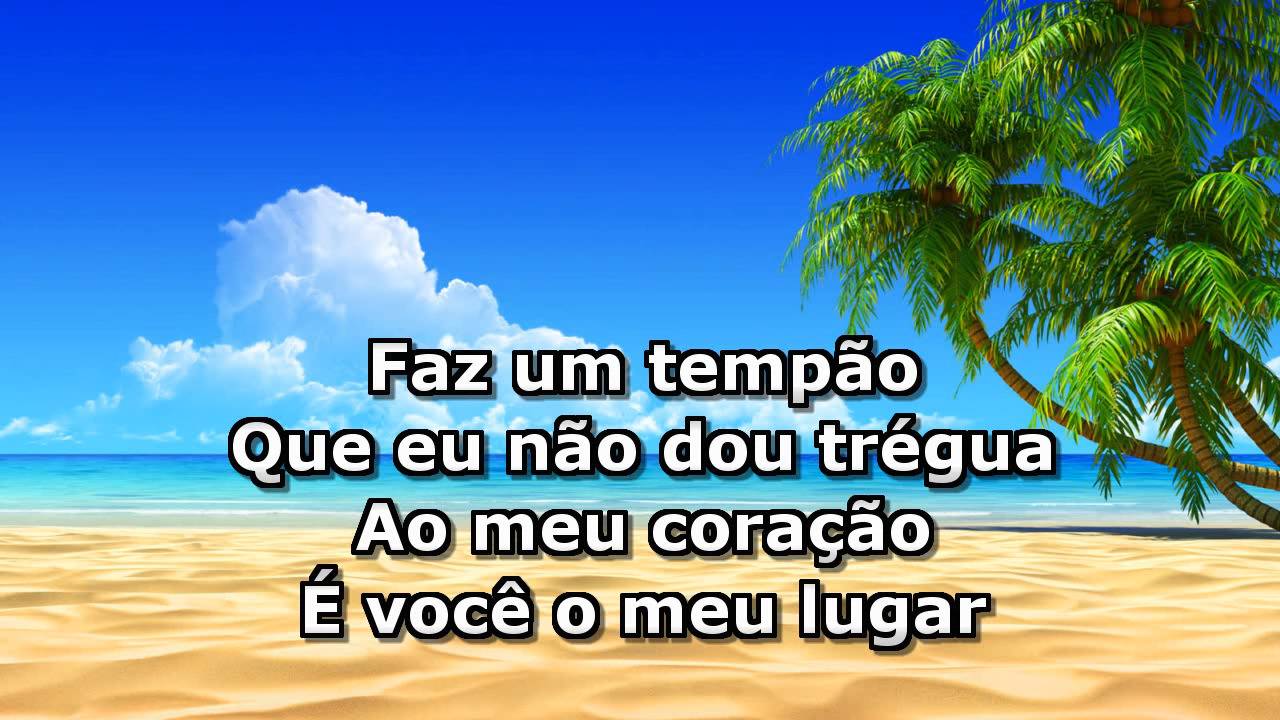 Faz um tempão
Que eu não dou trégua
Ao meu coração
É você o meu lugar